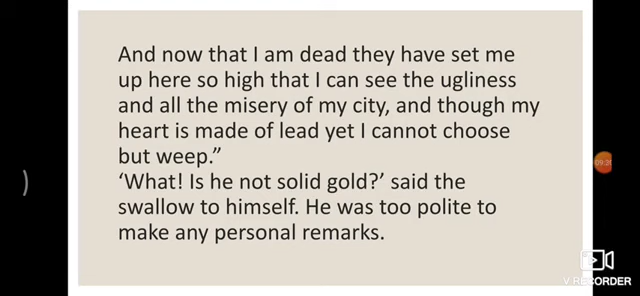 And now that I am dead they have set me
up here so high that I can see the ugliness
and all the misery of my city, and though my
heart is made of lead yet I cannot choose
but weep.”
‘What! Is he not solid gold?’ said the
swallow to himself. He was too polite to
make any personal remarks.
V.RECORDER